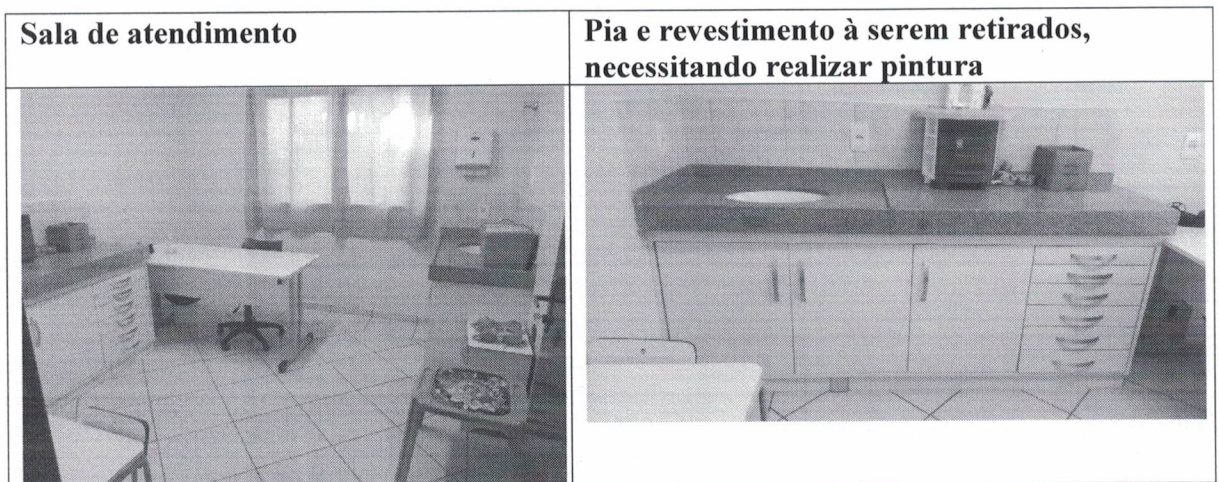 Sala de atendimento
Pia e revestimento à serem retirados,
necessitando realizar pintura